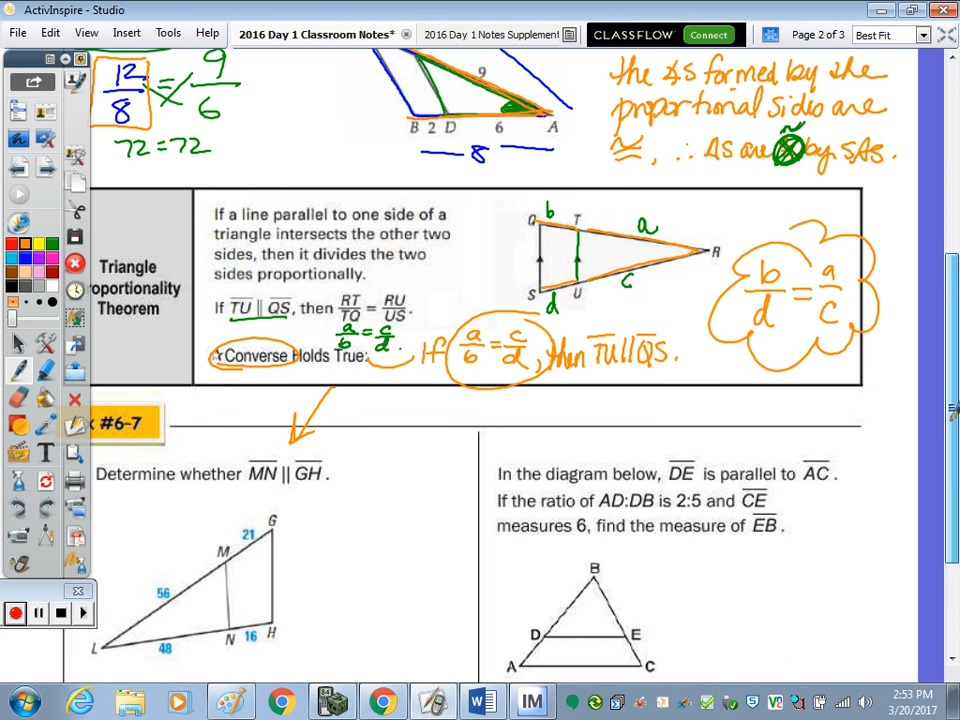 ActivInspire - Studio
File Edit View Insert Tools Help
2016 Day 1 Classroom Notes* 2016 Day 1 Notes Supplement
CLASSFLOW Connect
Page 2 of 3 Best Fit
12/8 = 9/6
72 = 72
9
B 2 D 6 A
8
the ∡s formed by the
proportional sides are
≅, ∴ Δs are ~ by SAS.
Triangle
roportionality
Theorem
If a line parallel to one side of a
triangle intersects the other two
sides, then it divides the two
sides proportionally.
If TU || QS, then RT/TQ = RU/US.
a/b = c/d.
☆Converse Holds True: If a/b = c/d, then TU || QS.
Q b T a R
S d U c
b/d = a/c
x #6-7
Determine whether MN || GH.
G
21
M
56
N 16 H
L 48
In the diagram below, DE is parallel to AC.
If the ratio of AD:DB is 2:5 and CE
measures 6, find the measure of EB.
B
D E
A C
IM
2:53 PM
3/20/2017